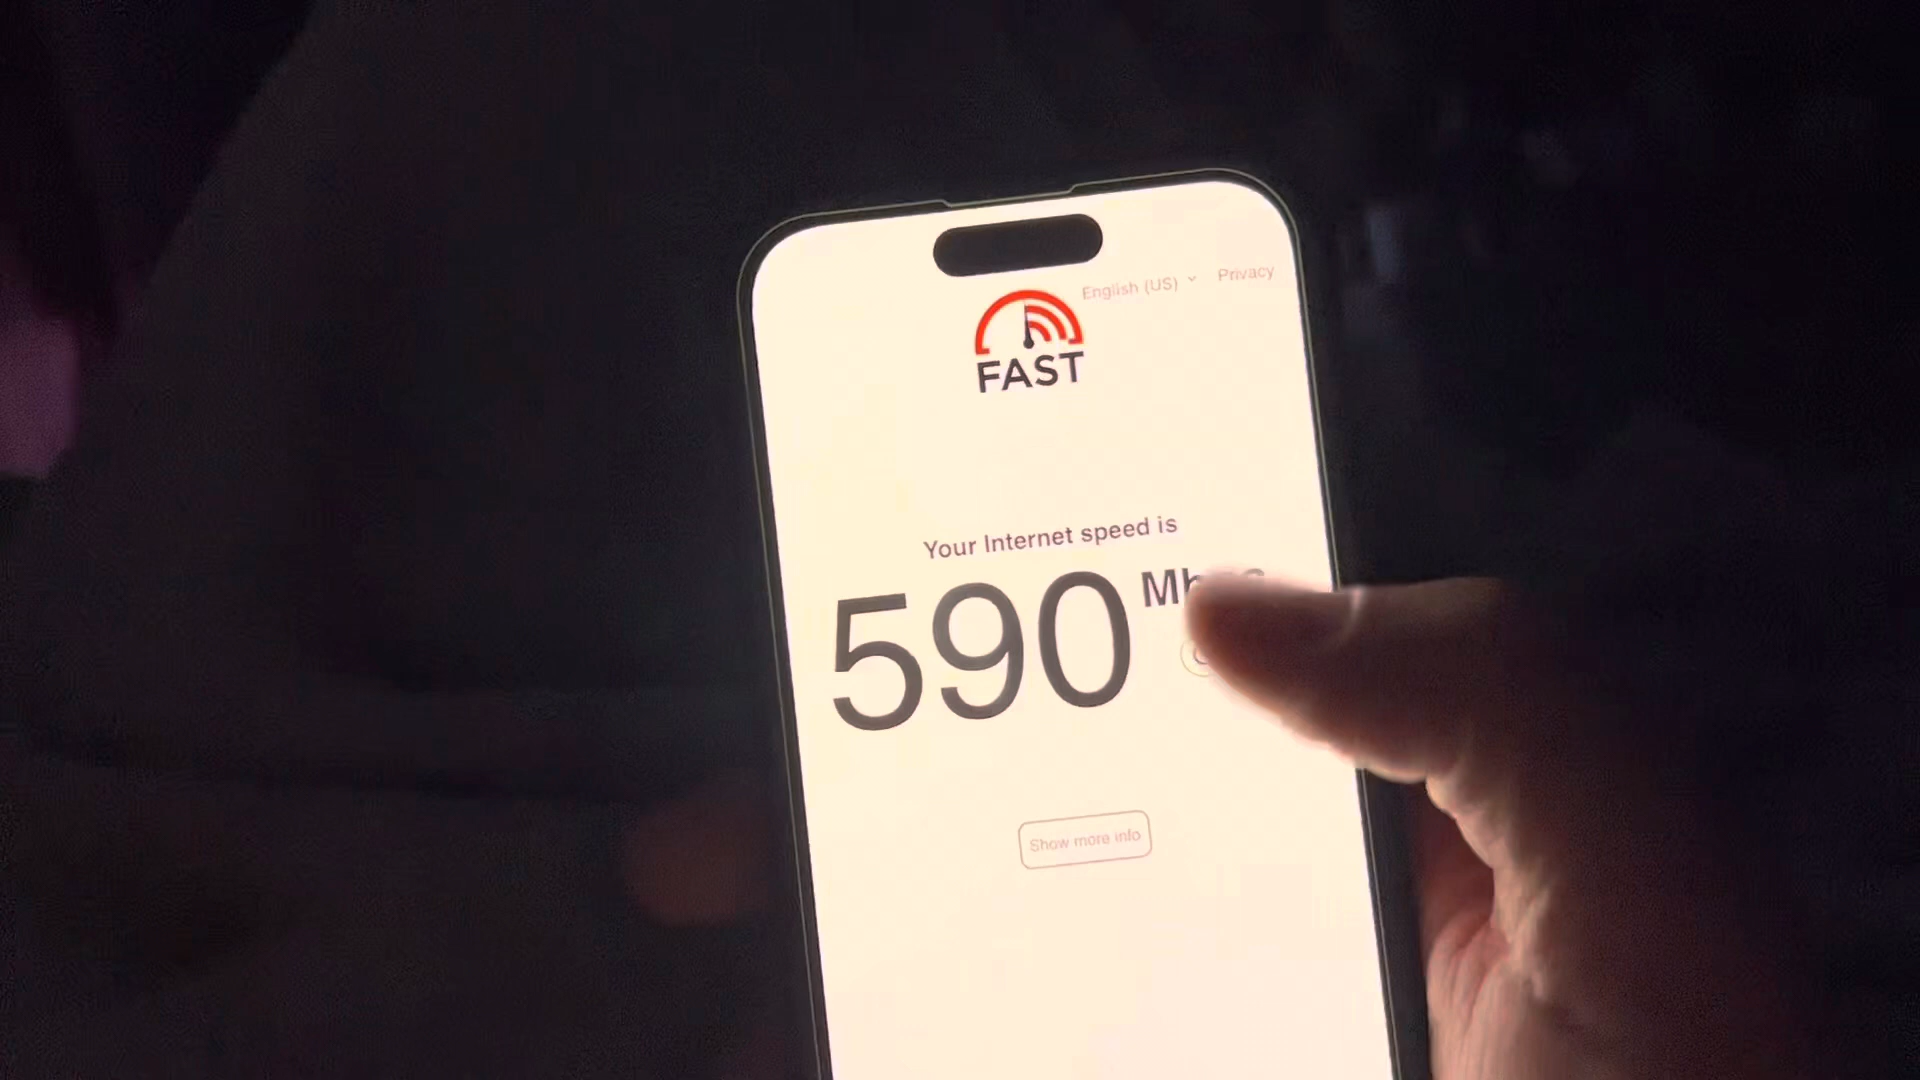 English (US) Privacy
FAST
Your Internet speed is
590
Show more info